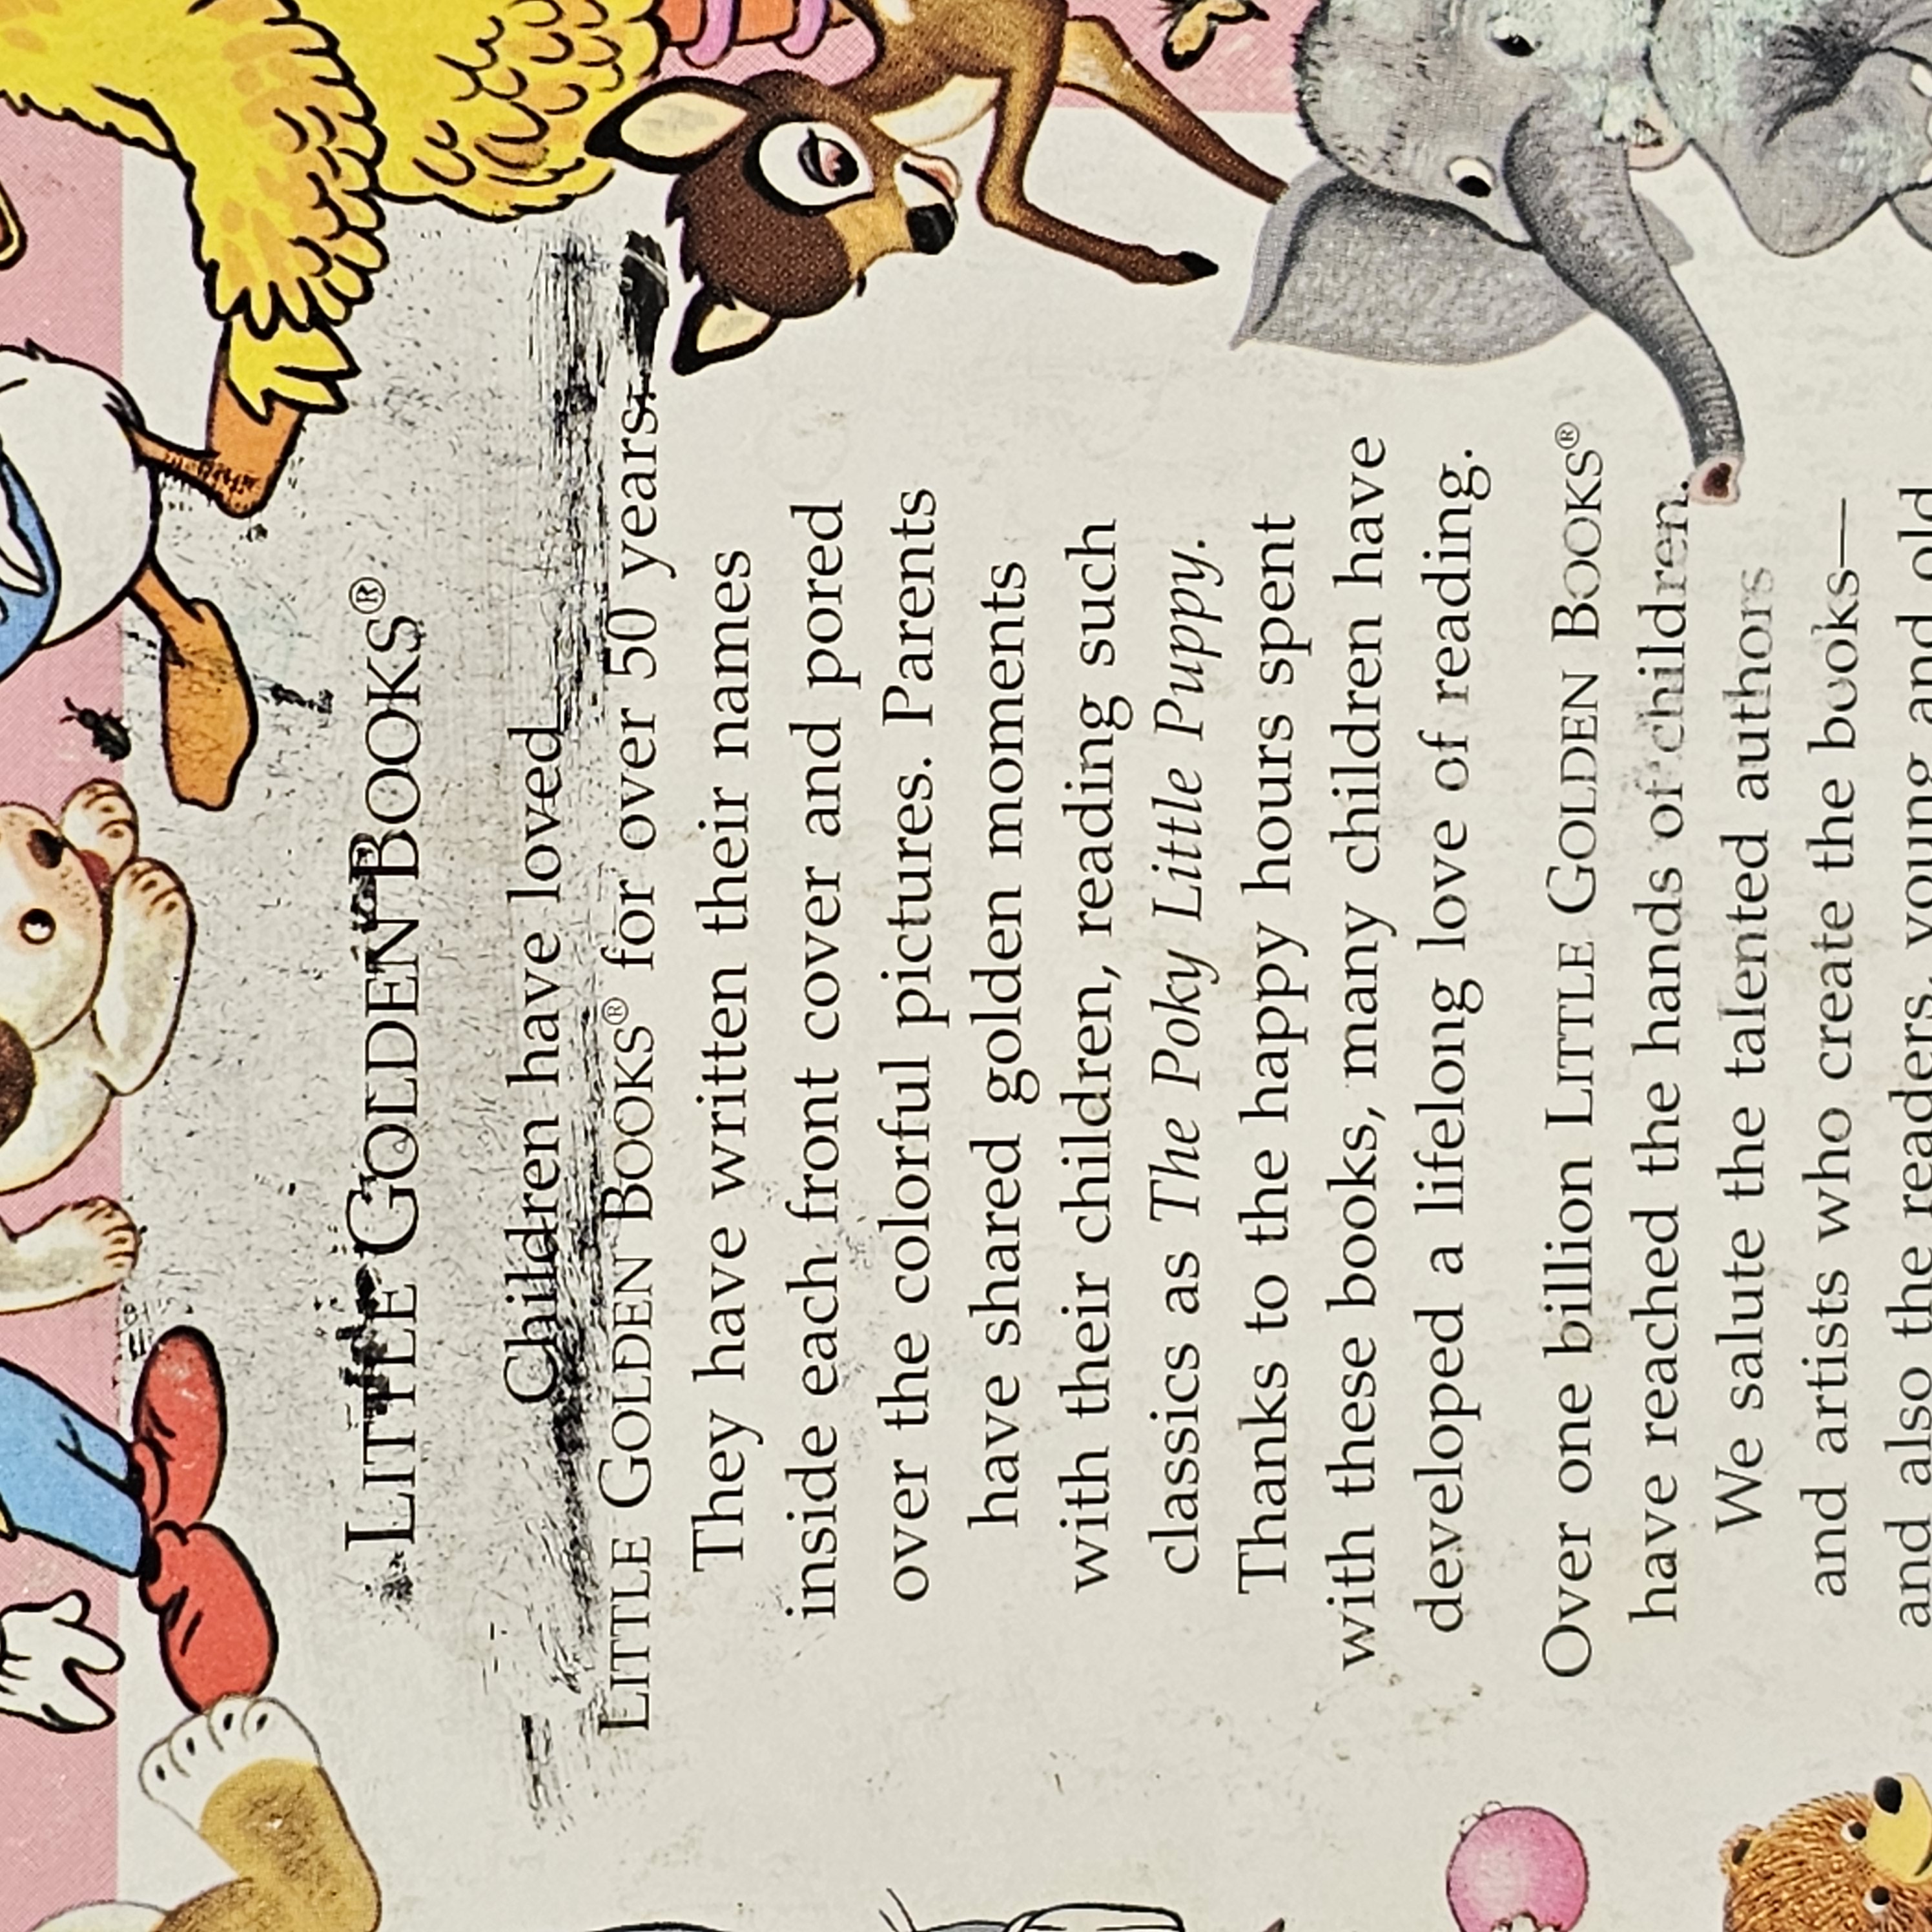 LITTLE GOLDEN BOOKS®
Children have loved
LITTLE GOLDEN BOOKS® for over 50 years.
They have written their names
inside each front cover and pored
over the colorful pictures. Parents
have shared golden moments
with their children, reading such
classics as The Poky Little Puppy.
Thanks to the happy hours spent
with these books, many children have
developed a lifelong love of reading.
Over one billion LITTLE GOLDEN BOOKS®
have reached the hands of children.
We salute the talented authors
and artists who create the books—
and also the readers, young and old